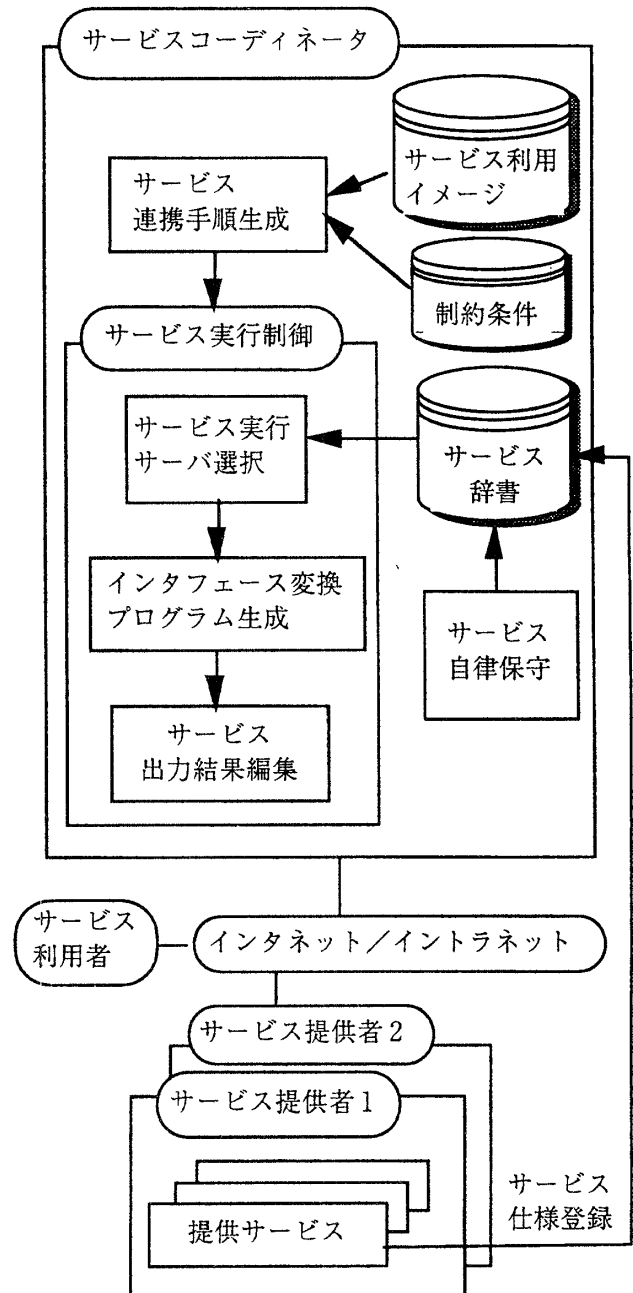 サービスコーディネータ
サービス利用
イメージ
サービス
連携手順生成
制約条件
サービス実行制御
サービス実行
サーバ選択
サービス
辞書
インタフェース変換
プログラム生成
サービス
自律保守
サービス
出力結果編集
サービス
利用者
インタネット／イントラネット
サービス提供者2
サービス提供者1
サービス
仕様登録
提供サービス